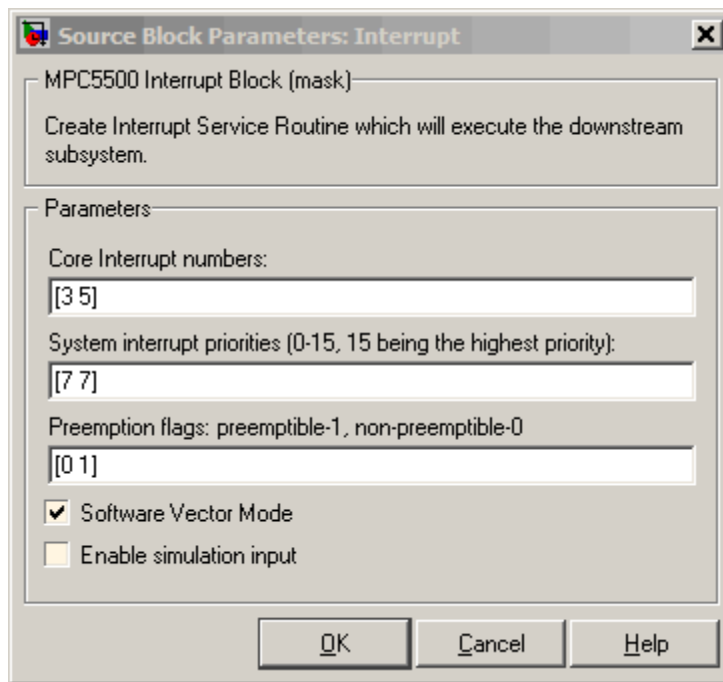 Source Block Parameters: Interrupt
MPC5500 Interrupt Block (mask)
Create Interrupt Service Routine which will execute the downstream
subsystem.
Parameters
Core Interrupt numbers:
[3 5]
System interrupt priorities (0-15, 15 being the highest priority):
[7 7]
Preemption flags: preemptible-1, non-preemptible-0
[0 1]
Software Vector Mode
Enable simulation input
OK Cancel Help